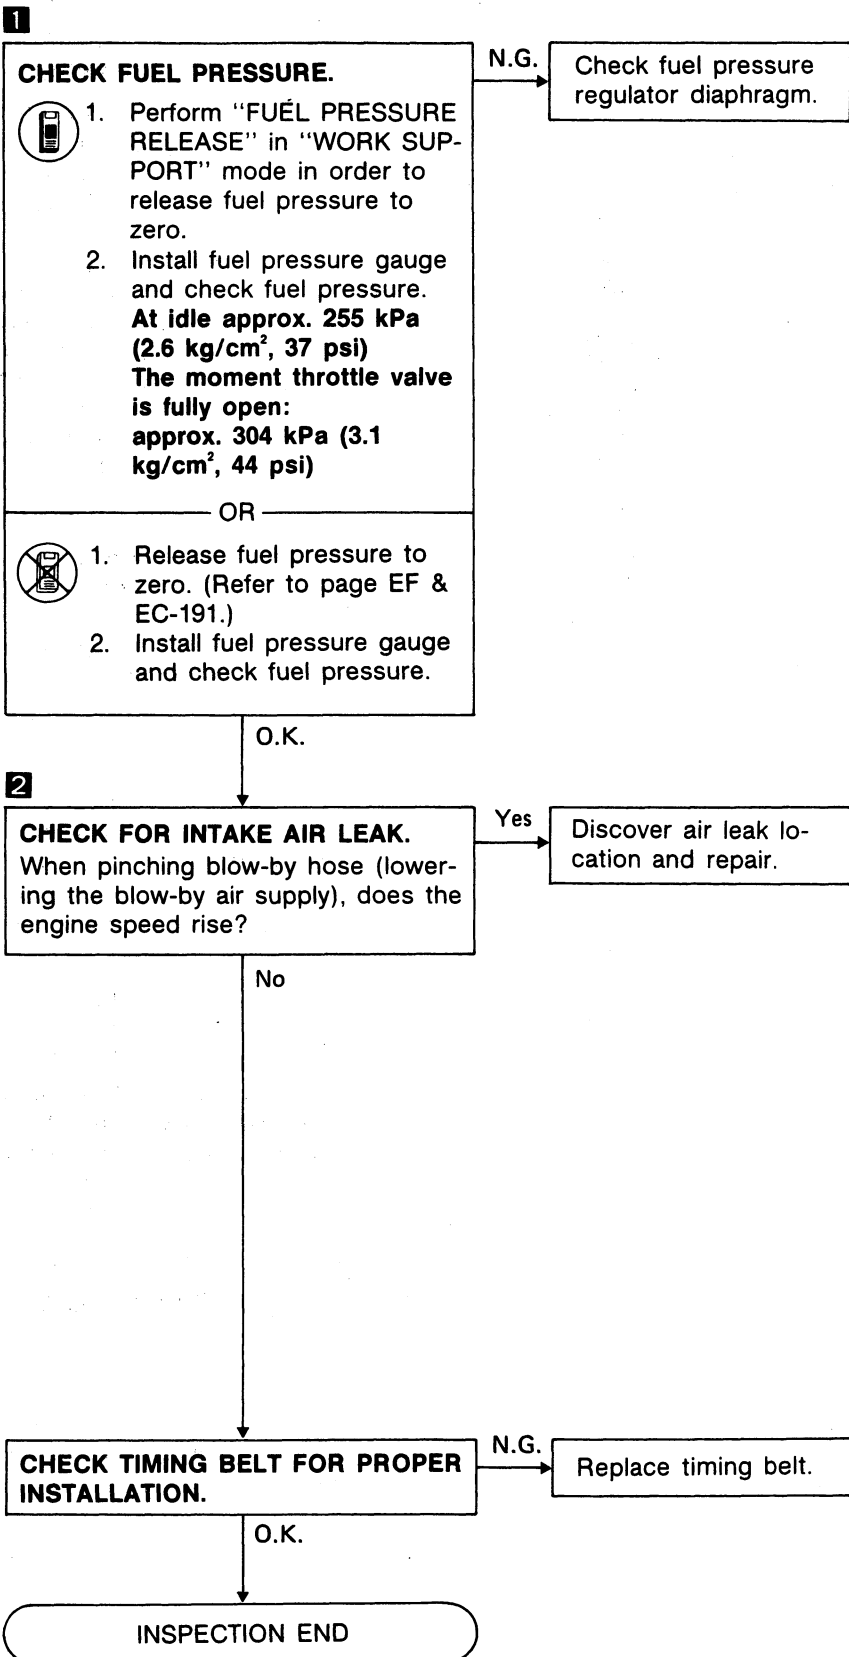 1
CHECK FUEL PRESSURE.
1. Perform “FUEL PRESSURE
RELEASE” in “WORK SUP-
PORT” mode in order to
release fuel pressure to
zero.
2. Install fuel pressure gauge
and check fuel pressure.
At idle approx. 255 kPa
(2.6 kg/cm², 37 psi)
The moment throttle valve
is fully open:
approx. 304 kPa (3.1
kg/cm², 44 psi)
N.G.
Check fuel pressure
regulator diaphragm.
OR
1. Release fuel pressure to
zero. (Refer to page EF &
EC-191.)
2. Install fuel pressure gauge
and check fuel pressure.
O.K.
2
CHECK FOR INTAKE AIR LEAK.
When pinching blow-by hose (lower-
ing the blow-by air supply), does the
engine speed rise?
Yes
Discover air leak lo-
cation and repair.
No
CHECK TIMING BELT FOR PROPER
INSTALLATION.
N.G.
Replace timing belt.
O.K.
INSPECTION END